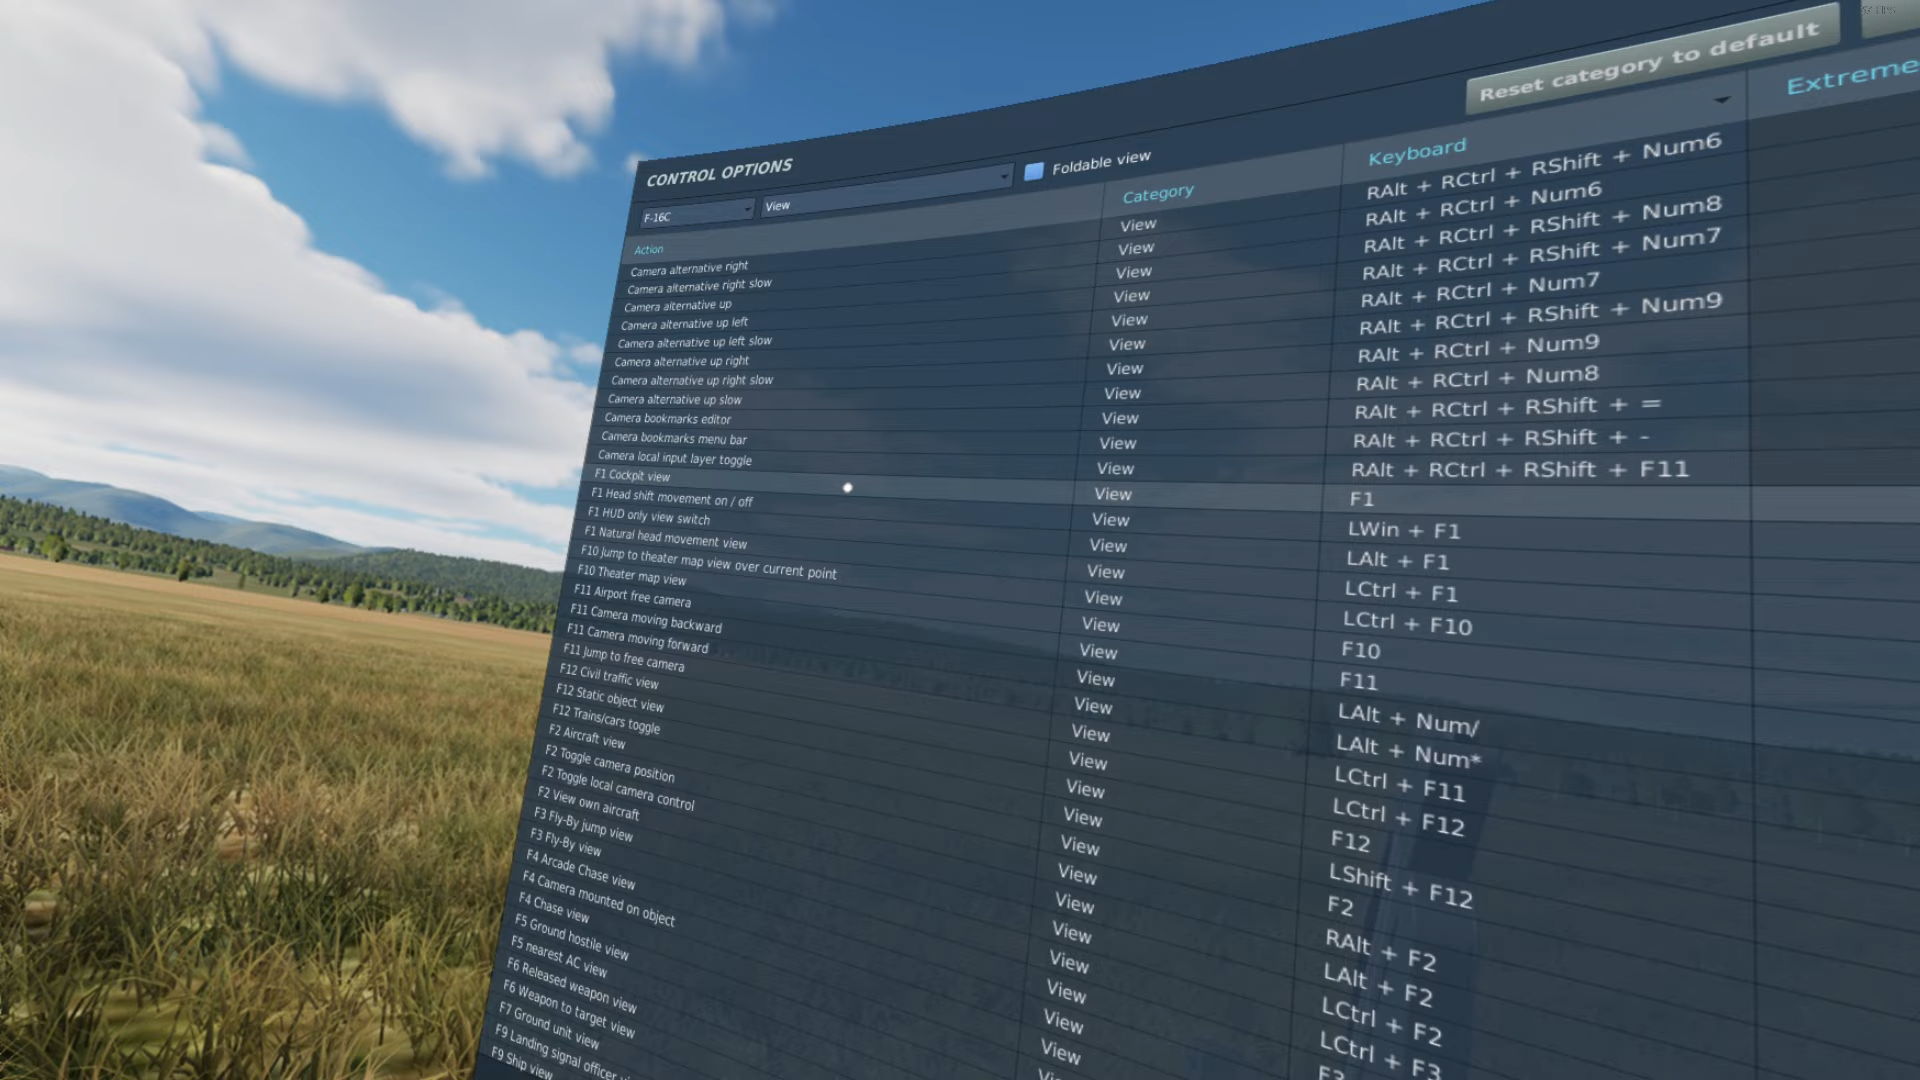 Reset category to default
Extreme
CONTROL OPTIONS
F-16C View Foldable view
Action Category Keyboard
Camera alternative right View RAlt + RCtrl + RShift + Num6
Camera alternative right slow View RAlt + RCtrl + Num6
Camera alternative up View RAlt + RCtrl + RShift + Num8
Camera alternative up left View RAlt + RCtrl + RShift + Num7
Camera alternative up left slow View RAlt + RCtrl + Num7
Camera alternative up right View RAlt + RCtrl + RShift + Num9
Camera alternative up right slow View RAlt + RCtrl + Num9
Camera alternative up slow View RAlt + RCtrl + Num8
Camera bookmarks editor View RAlt + RCtrl + RShift + =
Camera bookmarks menu bar View RAlt + RCtrl + RShift + -
Camera local input layer toggle View RAlt + RCtrl + RShift + F11
F1 Cockpit view View F1
F1 Head shift movement on / off View LWin + F1
F1 HUD only view switch View LAlt + F1
F1 Natural head movement view View LCtrl + F1
F10 Jump to theater map view over current point View LCtrl + F10
F10 Theater map view View F10
F11 Airport free camera View F11
F11 Camera moving backward View LAlt + Num/
F11 Camera moving forward View LAlt + Num*
F11 Jump to free camera View LCtrl + F11
F12 Civil traffic view View LCtrl + F12
F12 Static object view View F12
F12 Trains/cars toggle View LShift + F12
F2 Aircraft view View F2
F2 Toggle camera position View RAlt + F2
F2 Toggle local camera control View LAlt + F2
F2 View own aircraft View LCtrl + F2
F3 Fly-By jump view View LCtrl + F3
F3 Fly-By view View F3
F4 Arcade Chase view View
F4 Camera mounted on object View
F4 Chase view
F5 Ground hostile view
F5 nearest AC view
F6 Released weapon view
F6 Weapon to target view
F7 Ground unit view
F9 Landing signal officer
F9 Ship view